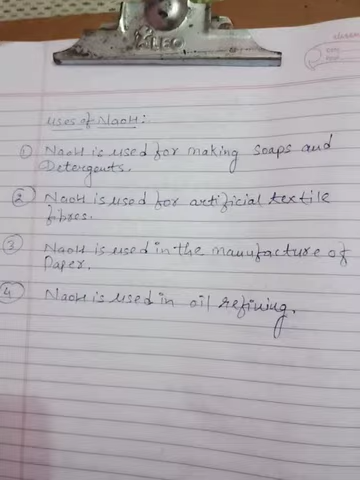 KLEO
uses of NaOH:
① NaOH is used for making soaps and
Detergents.
② NaOH is used for artificial textile
fibres.
③ NaOH is used in the manufacture of
Paper.
④ NaOH is used in oil refining.